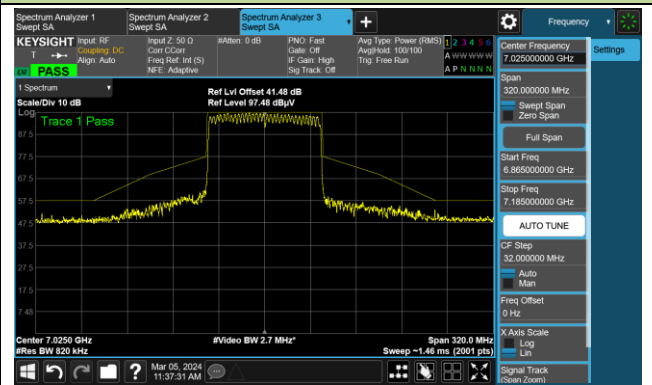 Spectrum Analyzer 1
Swept SA
Spectrum Analyzer 2
Swept SA
Spectrum Analyzer 3
Swept SA
Frequency
KEYSIGHT
T
LXI
PASS
Input: RF
Coupling: DC
Align: Auto
Input Z: 50 Ω
Corr CCorr
Freq Ref: Int (S)
NFE: Adaptive
#Atten: 0 dB
PNO: Fast
Gate: Off
IF Gain: High
Sig Track: Off
Avg Type: Power (RMS)
Avg|Hold: 100/100
Trig: Free Run
1 2 3 4 5 6
A W W W W W
A P N N N N
1 Spectrum
Scale/Div 10 dB
Ref Lvl Offset 41.48 dB
Ref Level 97.48 dBµV
Log
Trace 1 Pass
87.5
77.5
67.5
57.5
47.5
37.5
27.5
17.5
7.48
Center 7.0250 GHz
#Res BW 820 kHz
#Video BW 2.7 MHz*
Span 320.0 MHz
Sweep ~1.46 ms (2001 pts)
Mar 05, 2024
11:37:31 AM
Center Frequency
7.025000000 GHz
Settings
Span
320.000000 MHz
Swept Span
Zero Span
Full Span
Start Freq
6.865000000 GHz
Stop Freq
7.185000000 GHz
AUTO TUNE
CF Step
32.000000 MHz
Auto
Man
Freq Offset
0 Hz
X Axis Scale
Log
Lin
Signal Track
(Span Zoom)